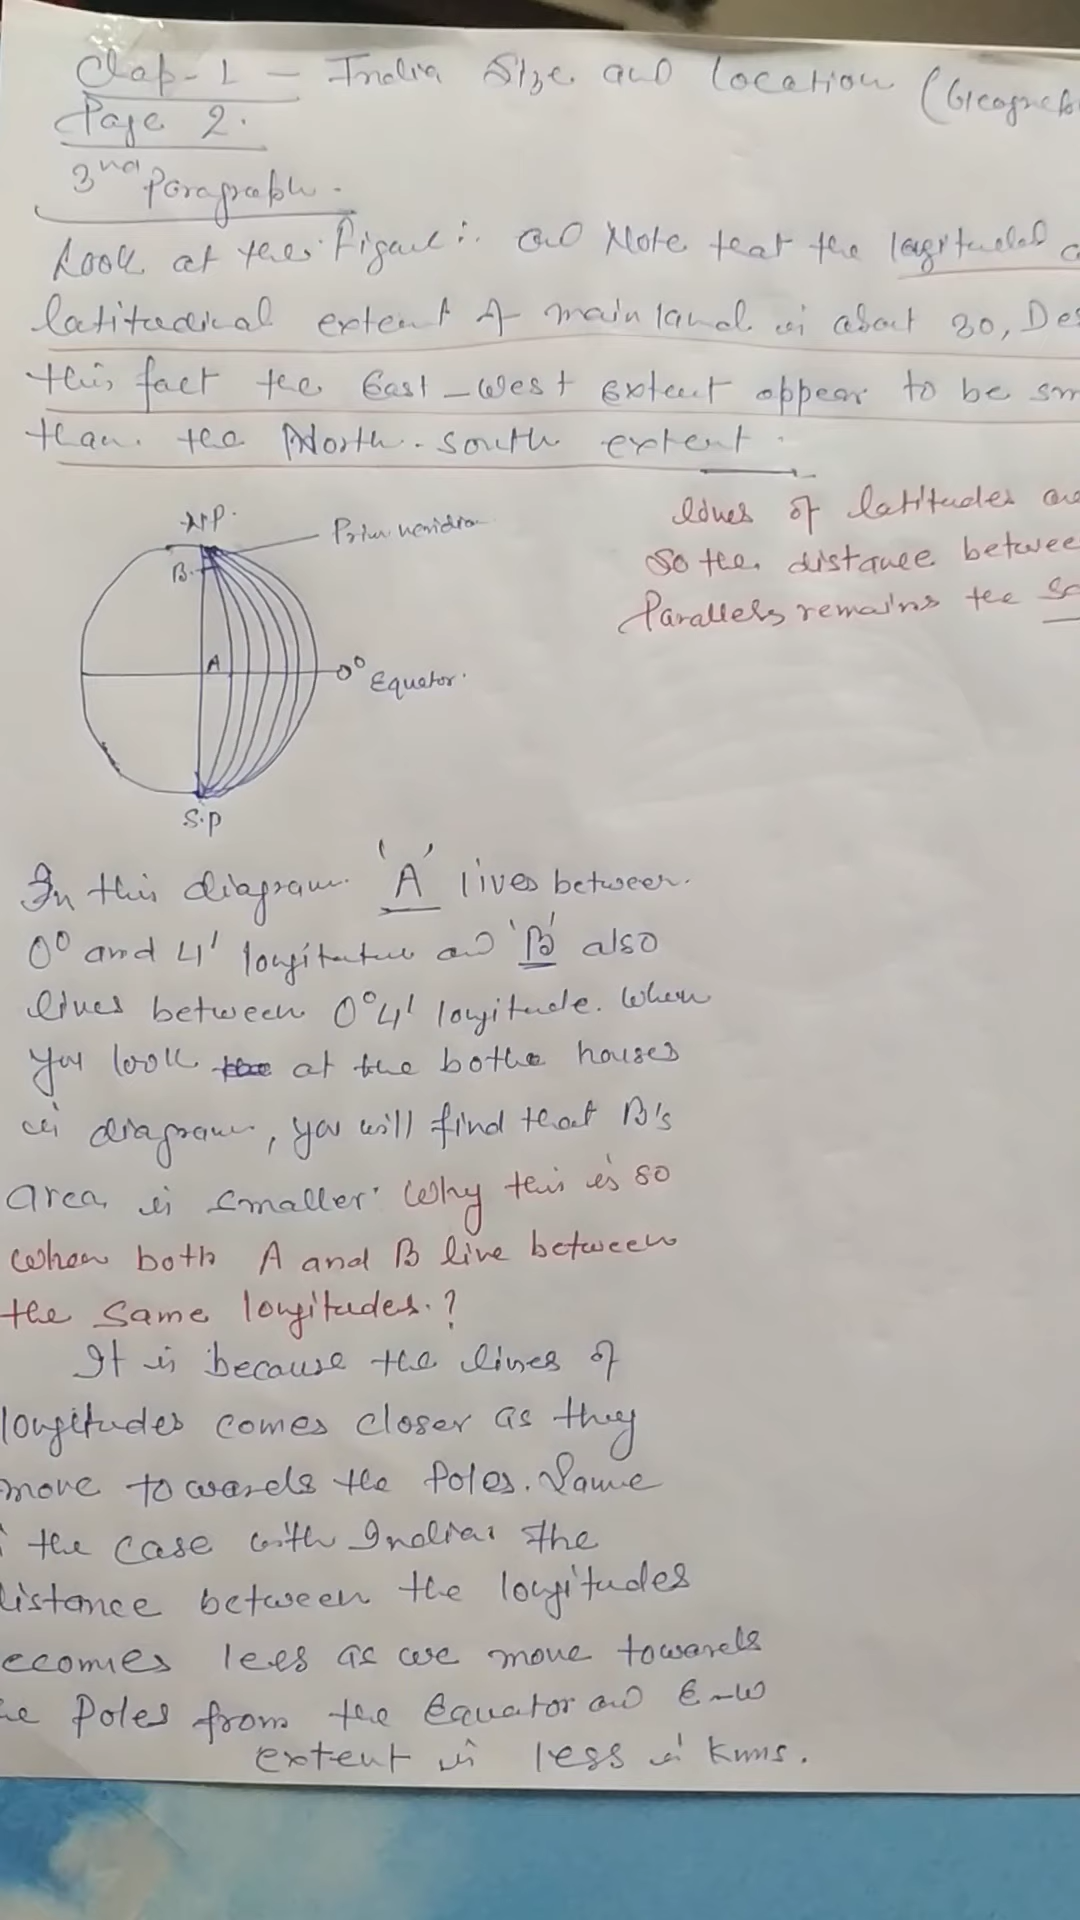 Chap-1 - India Size and location (Geograph
Page 2.
3nd Paragraph.
Look at the Figure: and Note that the
latitudinal extent of mainland is about 30, Des
this fact the East-West extent appear to be sm
than the North-south extent.
N.P.
Prime meridian
B
A
0° Equator.
S.P
lines of latitudes are
So the distance betwee
Parallels remains the Sa
In this diagram 'A' lives between
0° and 4' longitude and 'B' also
lives between 0°4' longitude. When
you look at the bothe houses
in diagram, you will find that B's
area is smaller. Why this is so
when both A and B live between
the same longitudes.?
It is because the lines of
longitudes comes closer as they
move towards the Poles. Same
the case with India. The
distance between the longitudes
ecomes less as we move towards
he Poles from the Equator and E-W
extent is less in Kms.